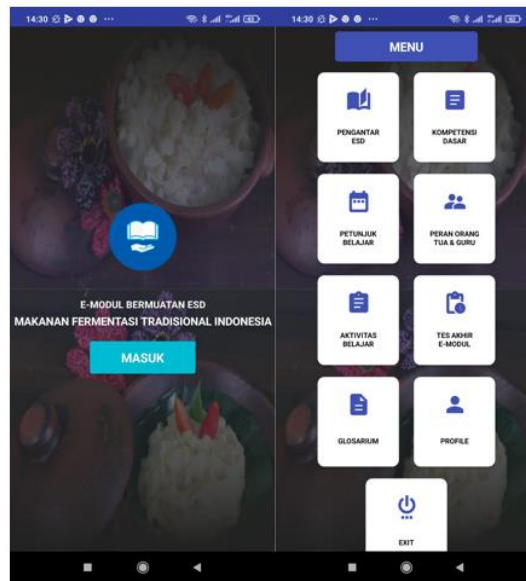 14:30
E-MODUL BERMUATAN ESD
MAKANAN FERMENTASI TRADISIONAL INDONESIA
MASUK
14:30
MENU
PENGANTAR
ESD
KOMPETENSI
DASAR
PETUNJUK
BELAJAR
PERAN ORANG
TUA & GURU
AKTIVITAS
BELAJAR
TES AKHIR
E-MODUL
GLOSARIUM
PROFILE
EXIT